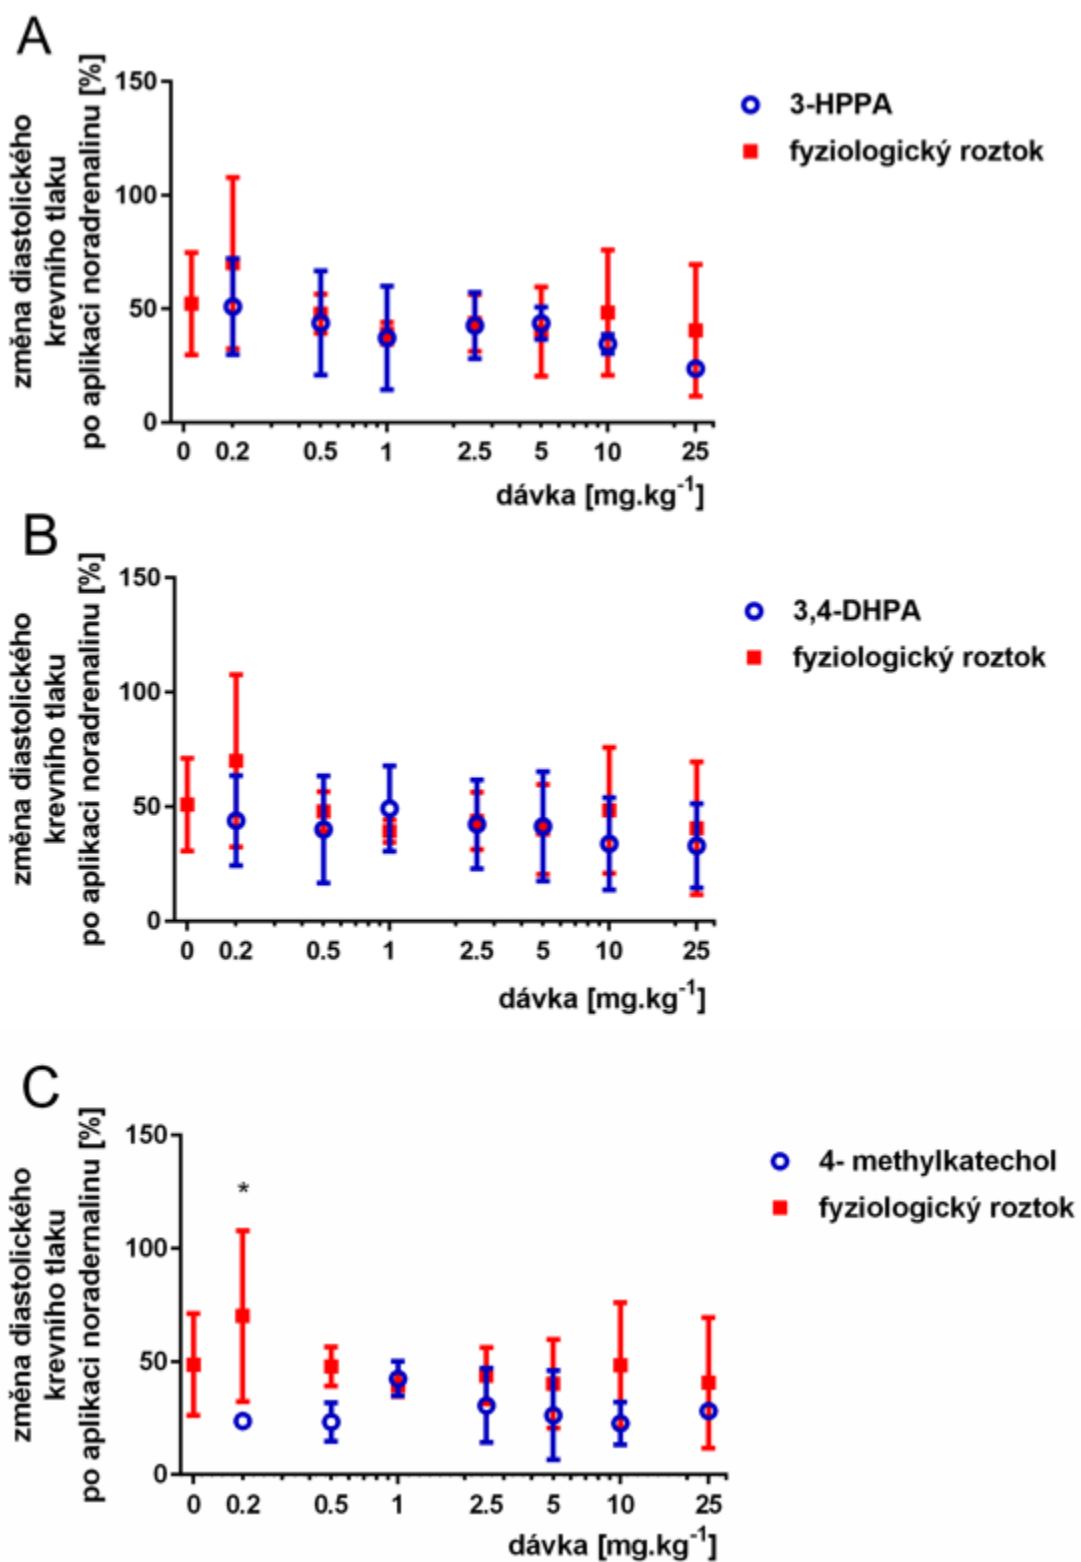 A
změna diastolického
krevního tlaku
po aplikaci noradrenalinu [%]
150
100
50
0
0 0.2 0.5 1 2.5 5 10 25
dávka [mg.kg⁻¹]
3-HPPA
fyziologický roztok
B
změna diastolického
krevního tlaku
po aplikaci noradrenalinu [%]
150
100
50
0
0 0.2 0.5 1 2.5 5 10 25
dávka [mg.kg⁻¹]
3,4-DHPA
fyziologický roztok
C
změna diastolického
krevního tlaku
po aplikaci noradernalinu [%]
150
100
50
0
*
0 0.2 0.5 1 2.5 5 10 25
dávka [mg.kg⁻¹]
4- methylkatechol
fyziologický roztok